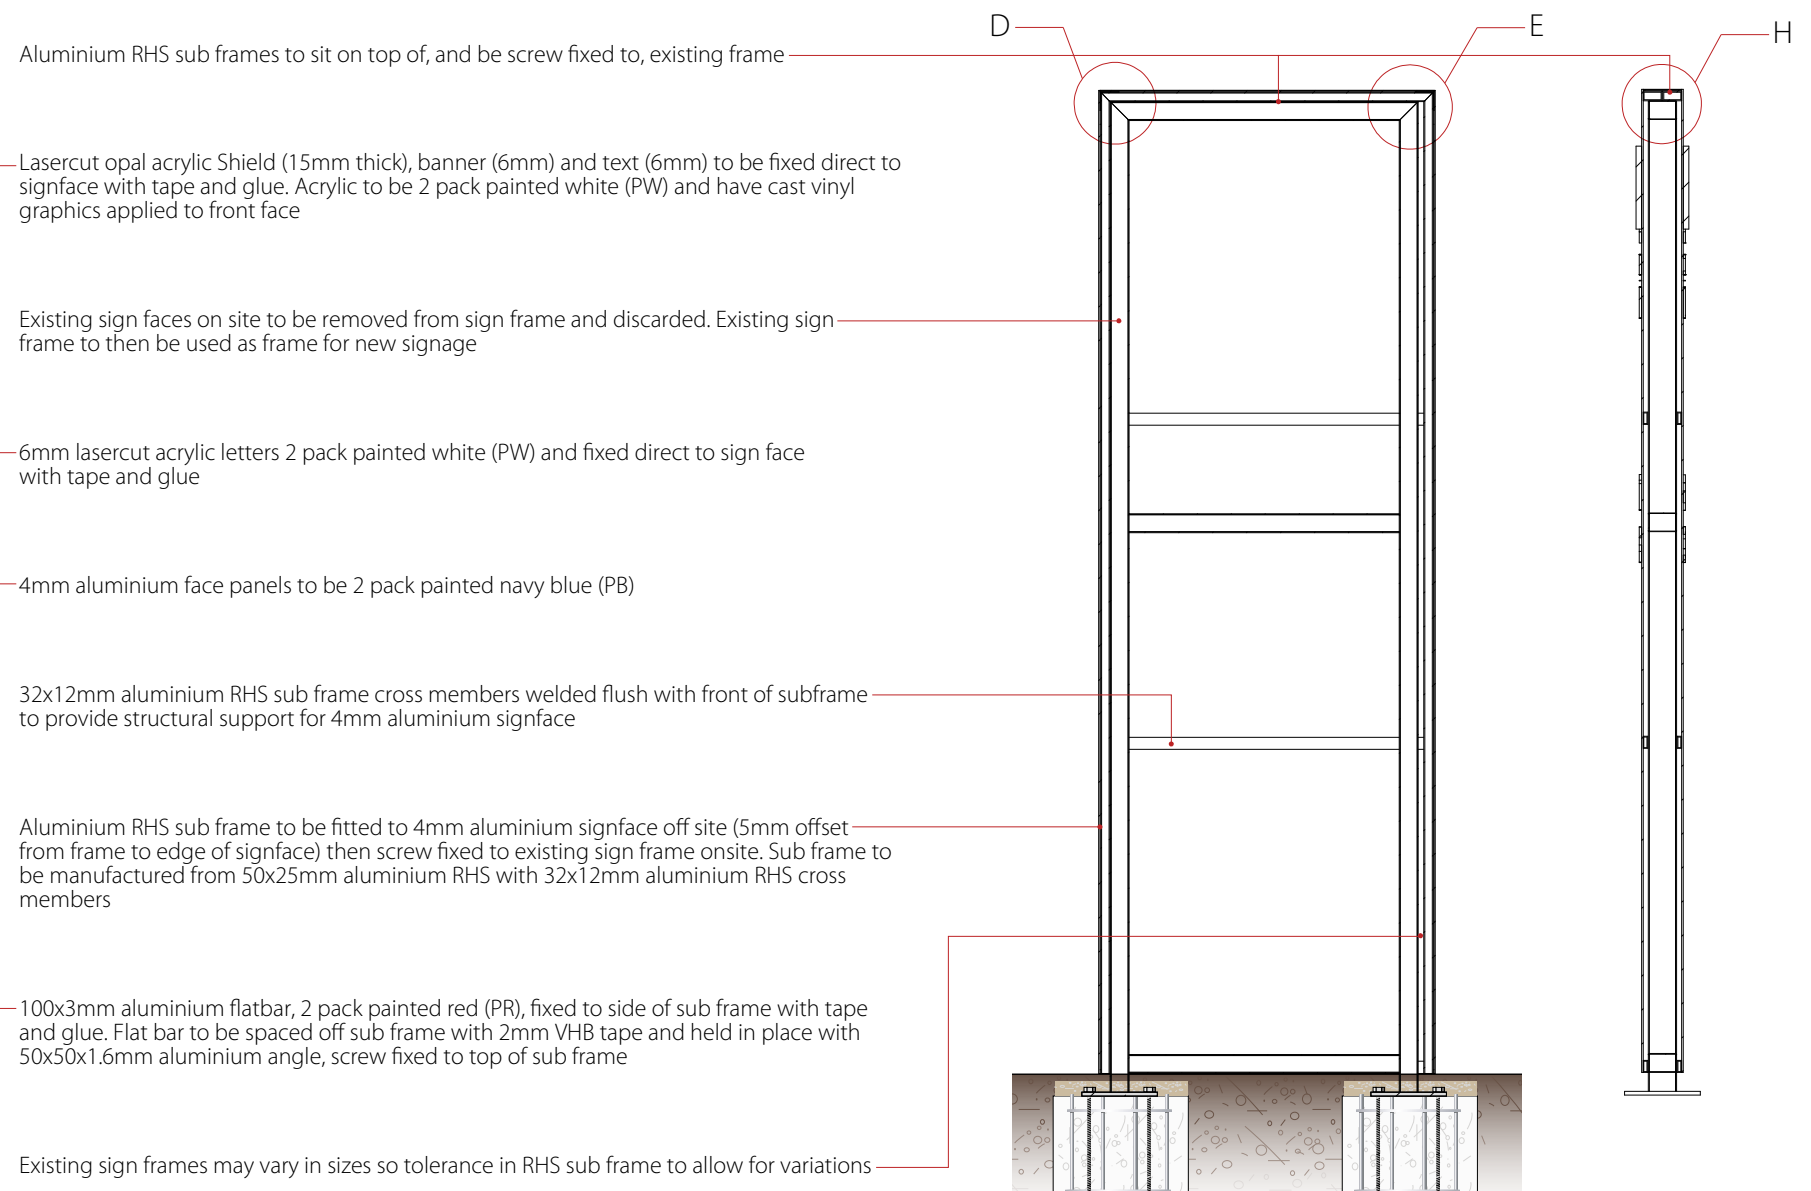 D
E
H
Aluminium RHS sub frames to sit on top of, and be screw fixed to, existing frame
Lasercut opal acrylic Shield (15mm thick), banner (6mm) and text (6mm) to be fixed direct to
signface with tape and glue. Acrylic to be 2 pack painted white (PW) and have cast vinyl
graphics applied to front face
Existing sign faces on site to be removed from sign frame and discarded. Existing sign
frame to then be used as frame for new signage
6mm lasercut acrylic letters 2 pack painted white (PW) and fixed direct to sign face
with tape and glue
4mm aluminium face panels to be 2 pack painted navy blue (PB)
32x12mm aluminium RHS sub frame cross members welded flush with front of subframe
to provide structural support for 4mm aluminium signface
Aluminium RHS sub frame to be fitted to 4mm aluminium signface off site (5mm offset
from frame to edge of signface) then screw fixed to existing sign frame onsite. Sub frame to
be manufactured from 50x25mm aluminium RHS with 32x12mm aluminium RHS cross
members
100x3mm aluminium flatbar, 2 pack painted red (PR), fixed to side of sub frame with tape
and glue. Flat bar to be spaced off sub frame with 2mm VHB tape and held in place with
50x50x1.6mm aluminium angle, screw fixed to top of sub frame
Existing sign frames may vary in sizes so tolerance in RHS sub frame to allow for variations